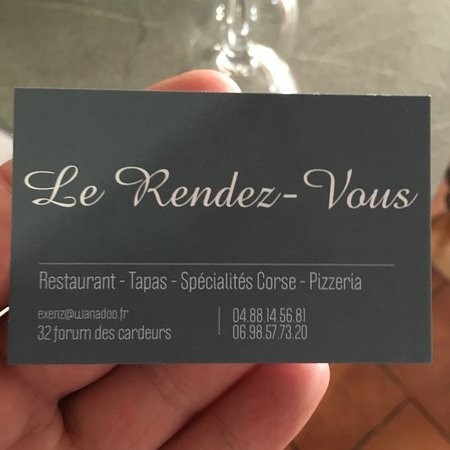 Le Rendez-Vous
Restaurant - Tapas - Spécialités Corse - Pizzeria
exenz@wanadoo.fr
32 forum des cardeurs
04.88.14.56.81
06.98.57.73.20